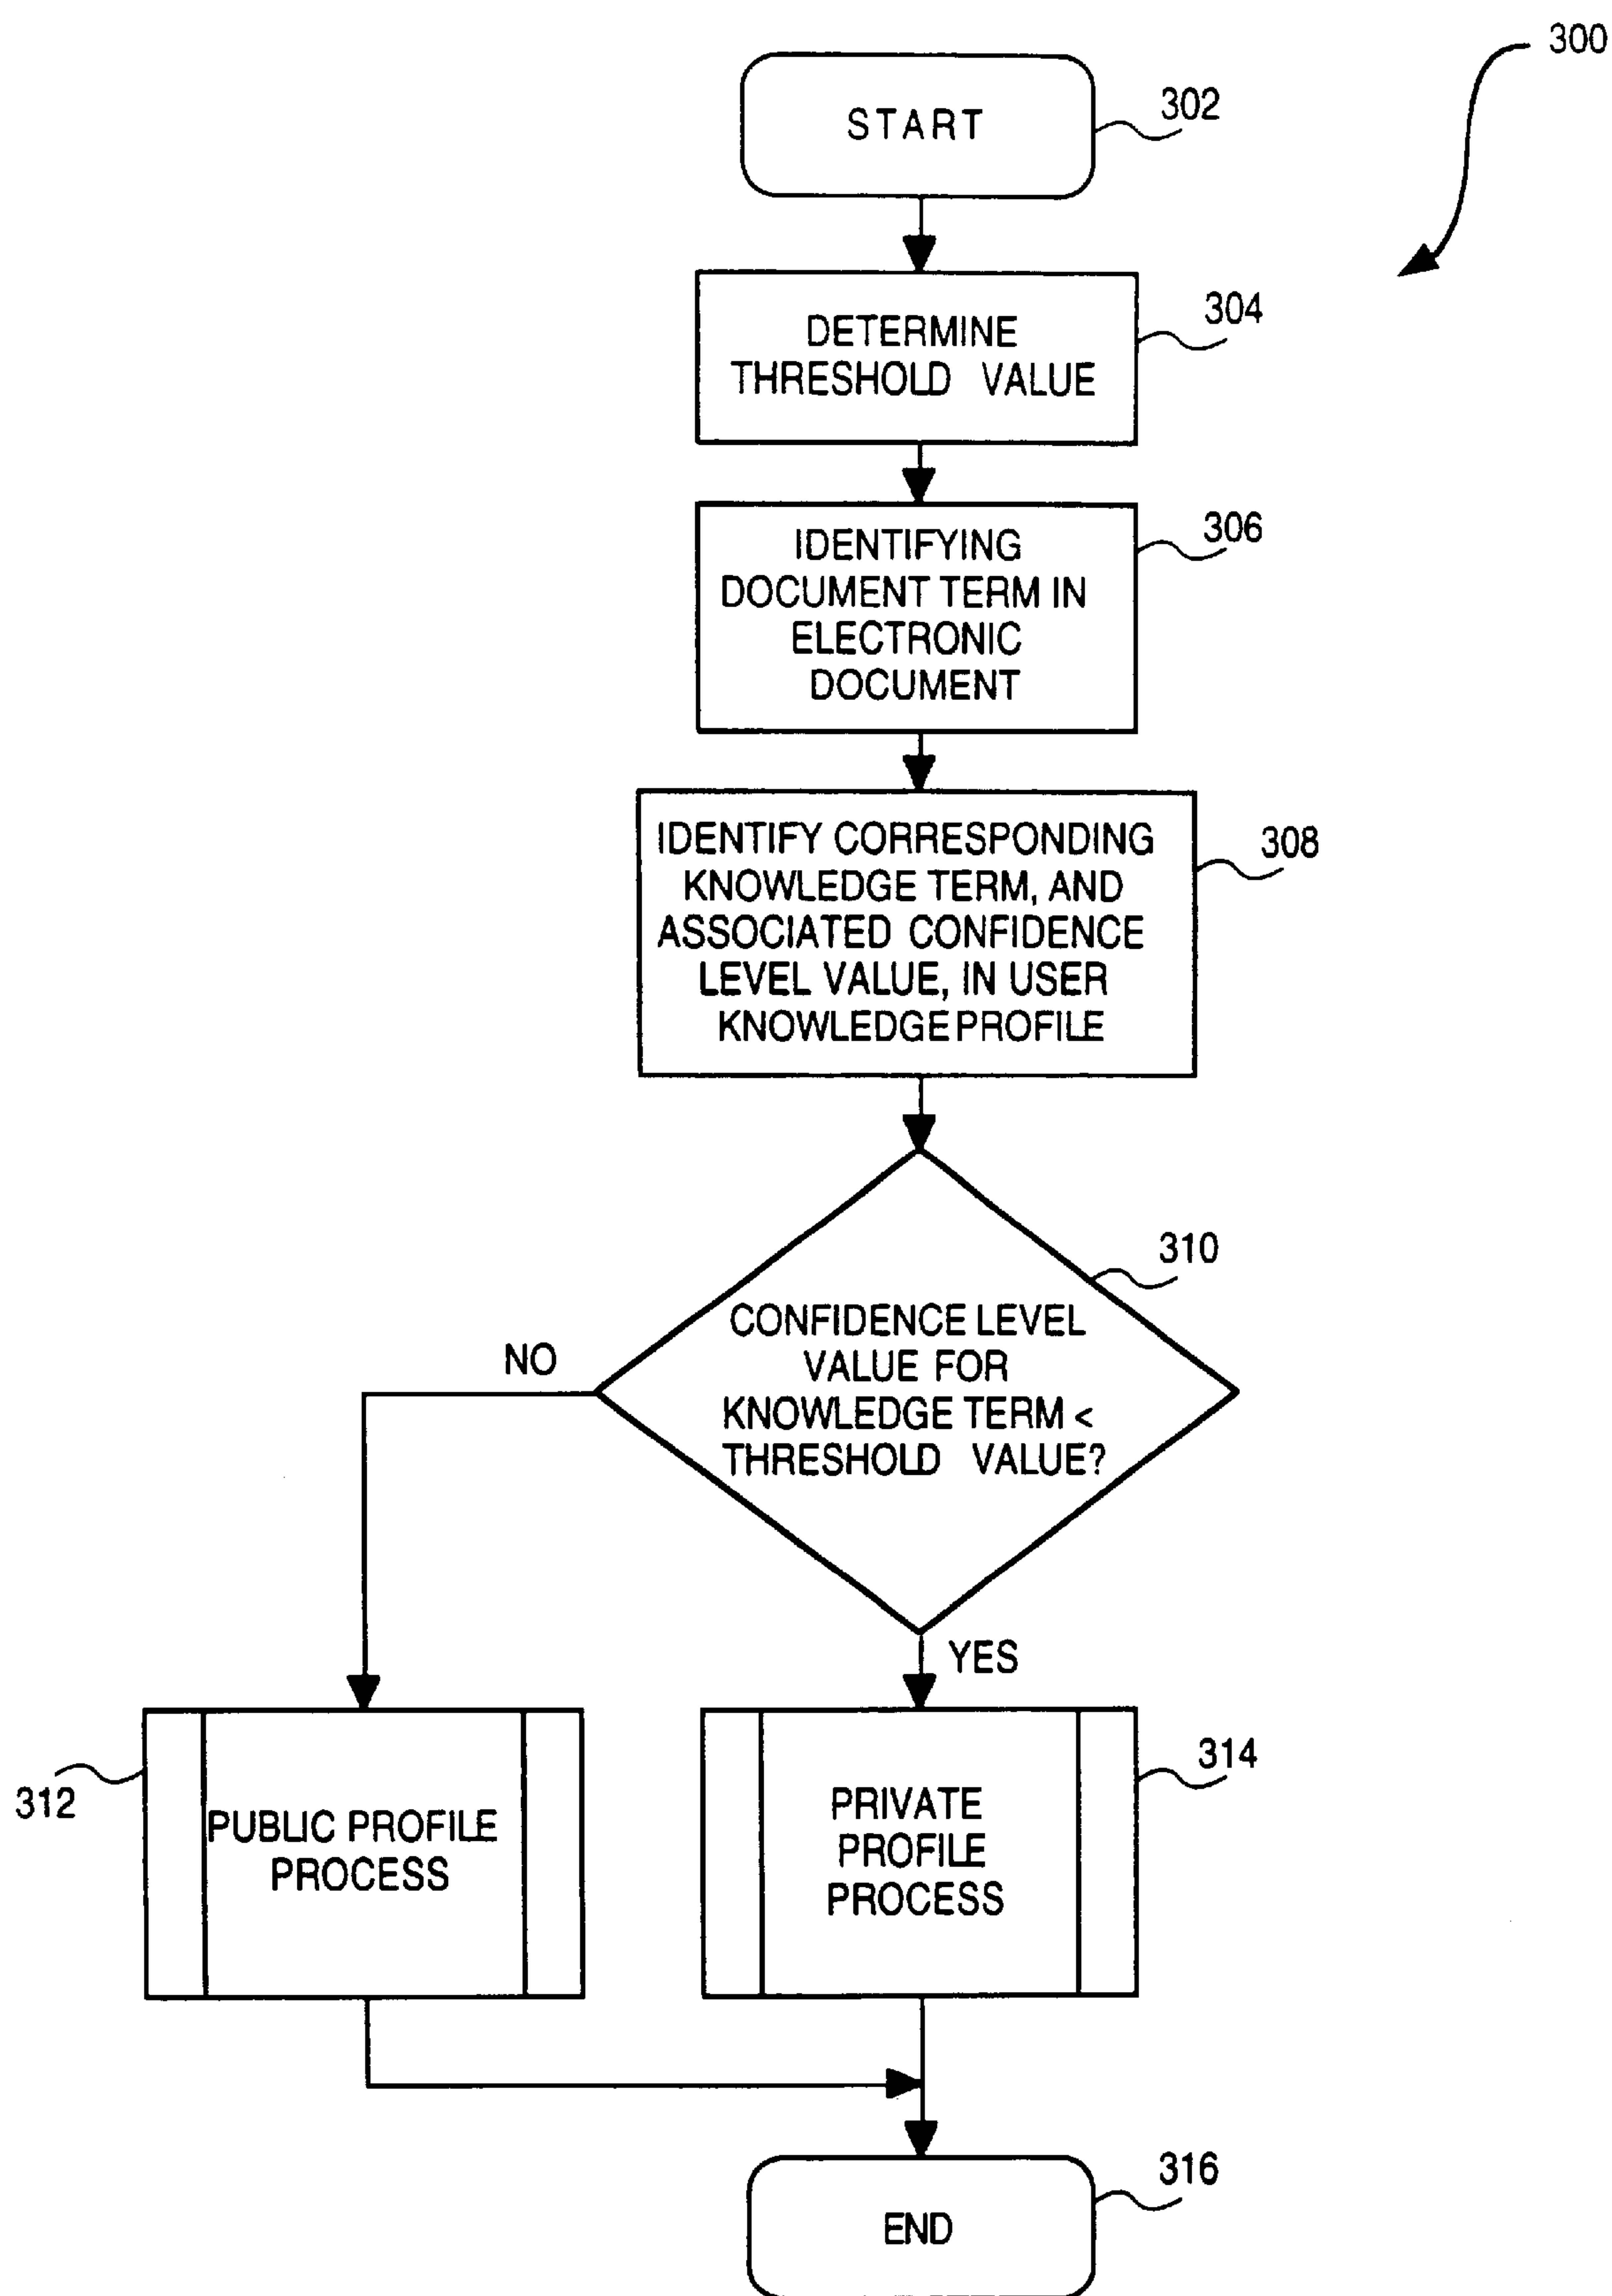 300
START
302
DETERMINE
THRESHOLD VALUE
304
IDENTIFYING
DOCUMENT TERM IN
ELECTRONIC
DOCUMENT
306
IDENTIFY CORRESPONDING
KNOWLEDGE TERM, AND
ASSOCIATED CONFIDENCE
LEVEL VALUE, IN USER
KNOWLEDGE PROFILE
308
310
CONFIDENCE LEVEL
VALUE FOR
KNOWLEDGE TERM <
THRESHOLD VALUE?
NO
YES
312
PUBLIC PROFILE
PROCESS
PRIVATE
PROFILE
PROCESS
314
END
316